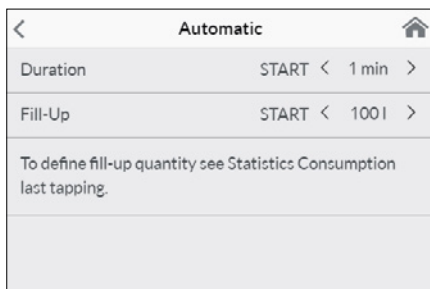 Automatic
Duration START < 1 min >
Fill-Up START < 100 l >
To define fill-up quantity see Statistics Consumption
last tapping.